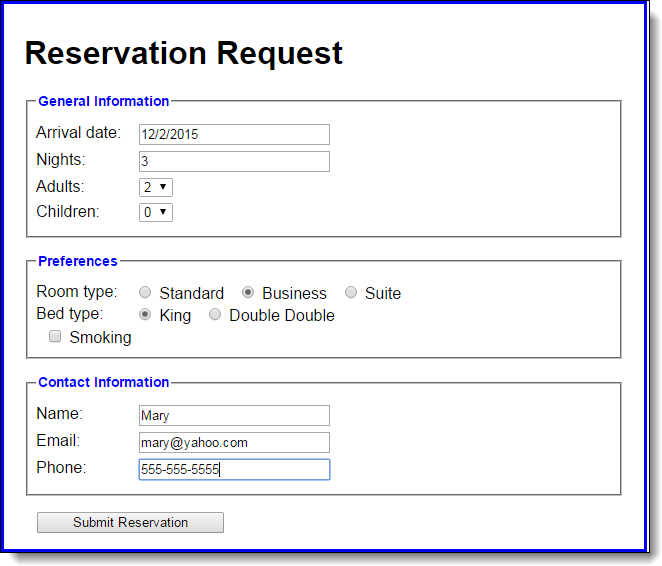 Reservation Request
General Information
Arrival date: 12/2/2015
Nights: 3
Adults: 2
Children: 0
Preferences
Room type: Standard Business Suite
Bed type: King Double Double
Smoking
Contact Information
Name: Mary
Email: mary@yahoo.com
Phone: 555-555-5555
Submit Reservation